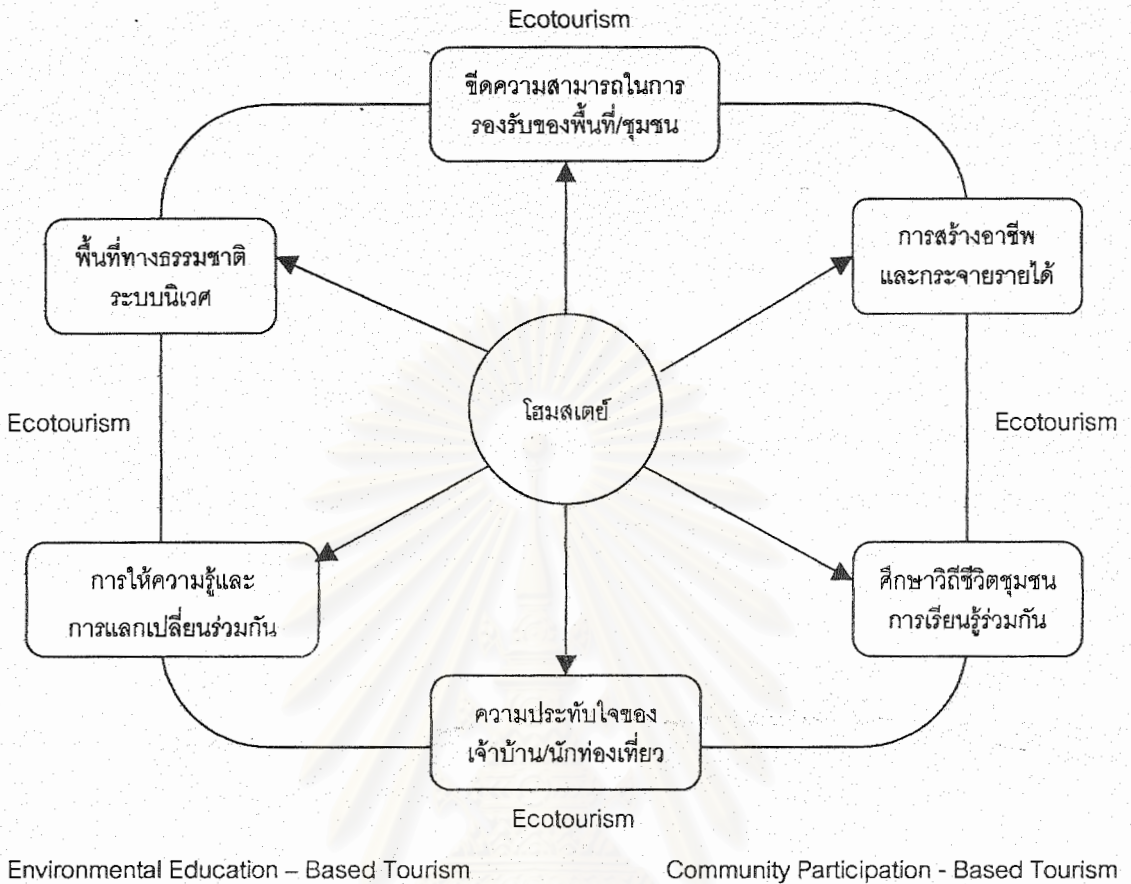 Ecotourism
ขีดความสามารถในการ
รองรับของพื้นที่/ชุมชน
พื้นที่ทางธรรมชาติ
ระบบนิเวศ
การสร้างอาชีพ
และกระจายรายได้
โฮมสเตย์
Ecotourism
Ecotourism
การให้ความรู้และ
การแลกเปลี่ยนร่วมกัน
ศึกษาวิถีชีวิตชุมชน
การเรียนรู้ร่วมกัน
ความประทับใจของ
เจ้าบ้าน/นักท่องเที่ยว
Ecotourism
Environmental Education – Based Tourism
Community Participation - Based Tourism